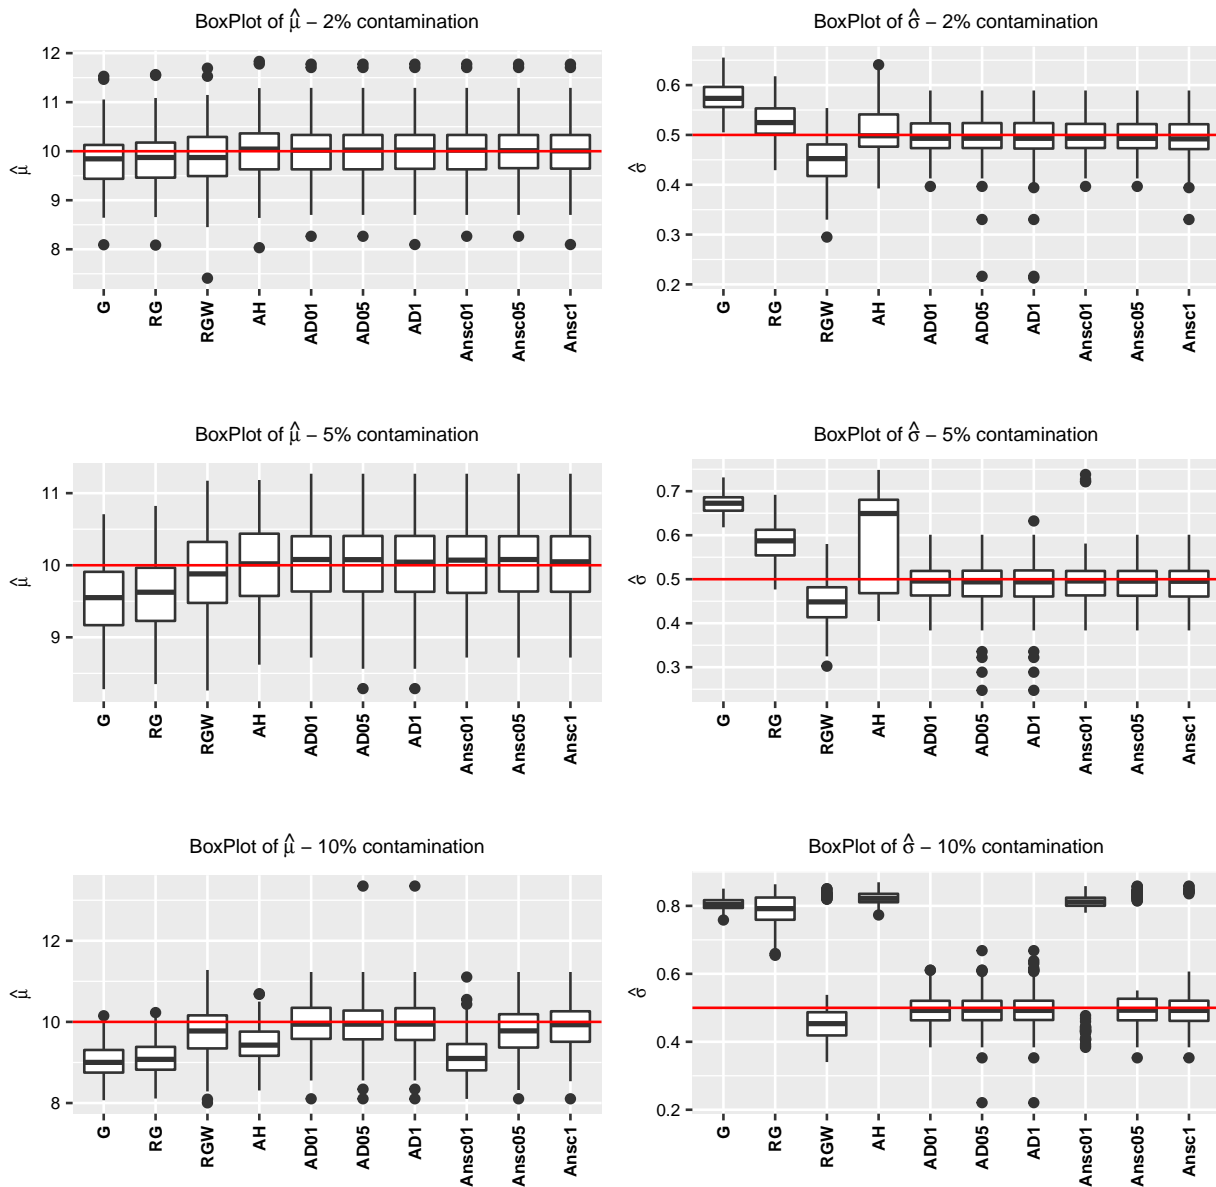 BoxPlot of μ̂ – 2% contamination
12
11
10
9
8
μ̂
G
RG
RGW
AH
AD01
AD05
AD1
Ansc01
Ansc05
Ansc1
BoxPlot of σ̂ – 2% contamination
0.6
0.5
0.4
0.3
0.2
σ̂
G
RG
RGW
AH
AD01
AD05
AD1
Ansc01
Ansc05
Ansc1
BoxPlot of μ̂ – 5% contamination
11
10
9
μ̂
G
RG
RGW
AH
AD01
AD05
AD1
Ansc01
Ansc05
Ansc1
BoxPlot of σ̂ – 5% contamination
0.7
0.6
0.5
0.4
0.3
σ̂
G
RG
RGW
AH
AD01
AD05
AD1
Ansc01
Ansc05
Ansc1
BoxPlot of μ̂ – 10% contamination
12
10
8
μ̂
G
RG
RGW
AH
AD01
AD05
AD1
Ansc01
Ansc05
Ansc1
BoxPlot of σ̂ – 10% contamination
0.8
0.6
0.4
0.2
σ̂
G
RG
RGW
AH
AD01
AD05
AD1
Ansc01
Ansc05
Ansc1